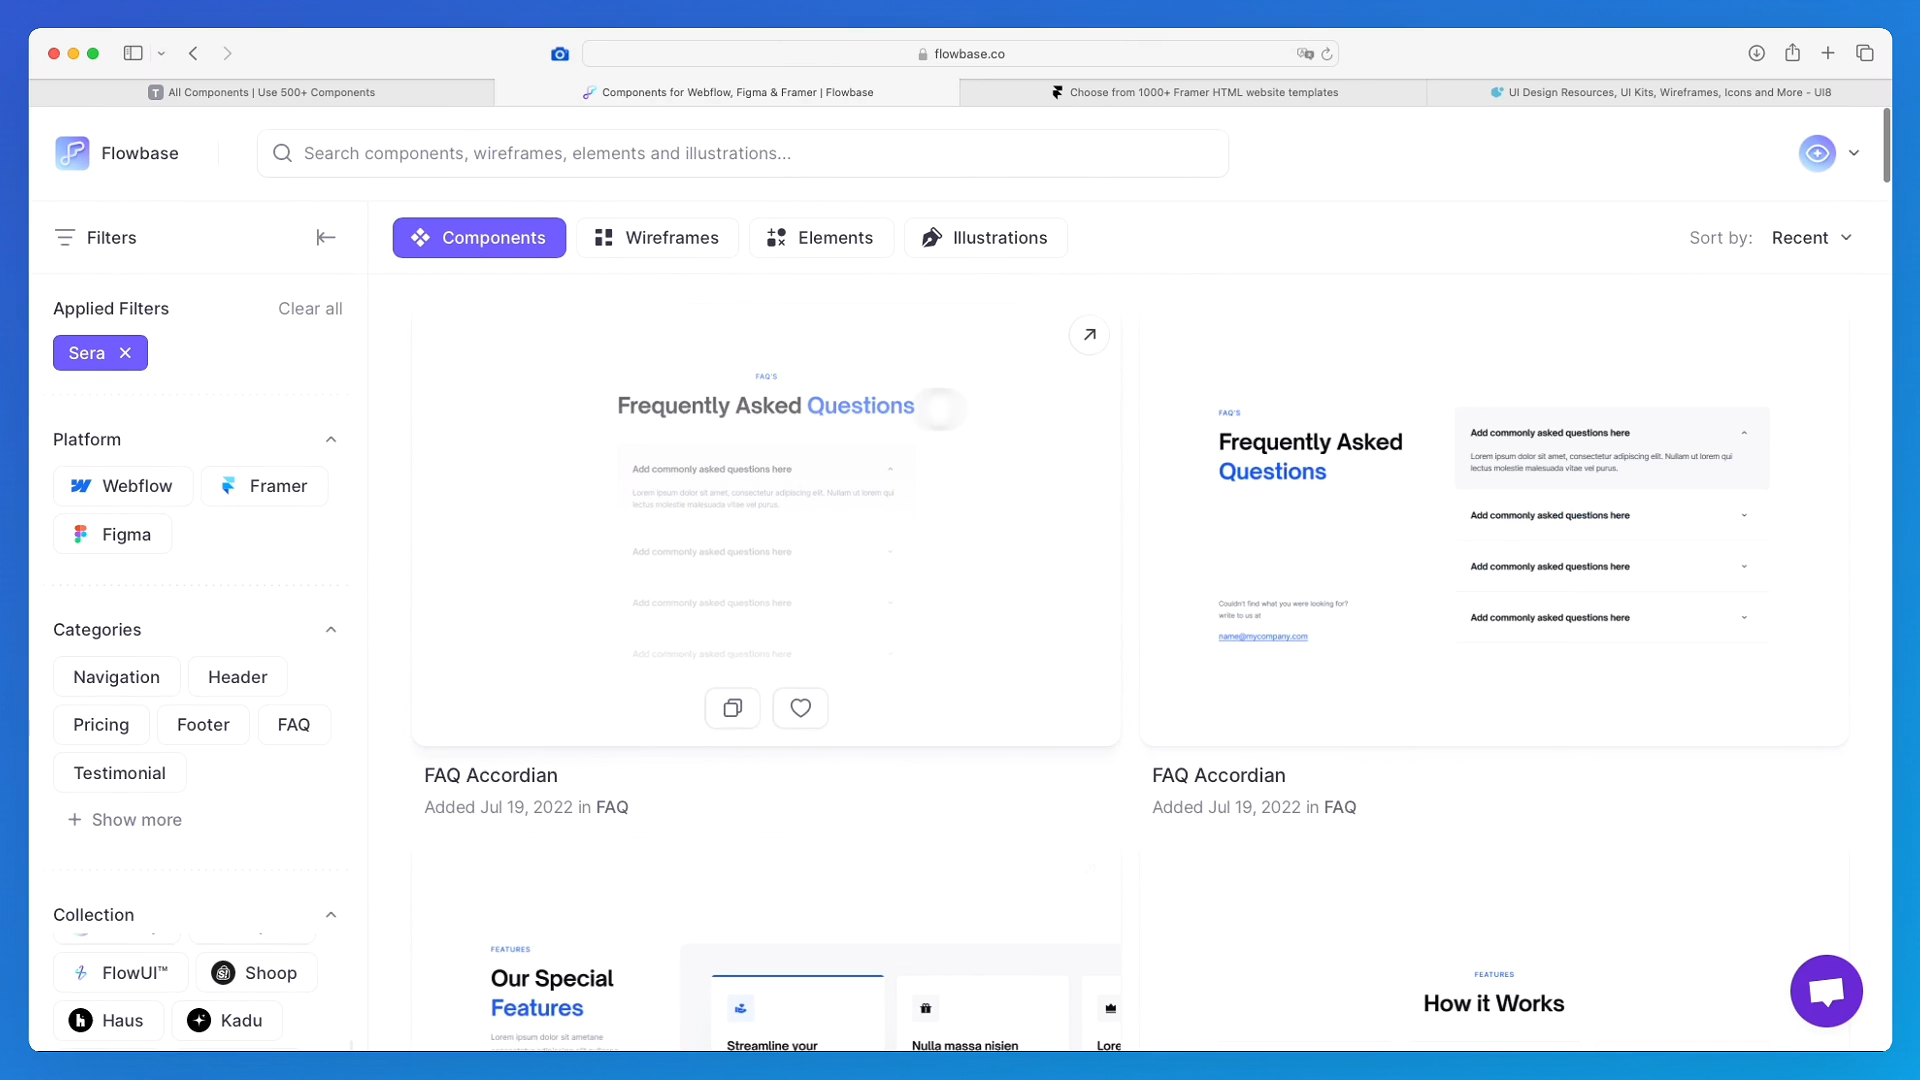 flowbase.co
All Components | Use 500+ Components
Components for Webflow, Figma & Framer | Flowbase
Choose from 1000+ Framer HTML website templates
UI Design Resources, UI Kits, Wireframes, Icons and More - UI8
Flowbase
Search components, wireframes, elements and illustrations...
Filters
Components
Wireframes
Elements
Illustrations
Sort by: Recent
Applied Filters
Clear all
Sera
Platform
Webflow
Framer
Figma
Categories
Navigation
Header
Pricing
Footer
FAQ
Testimonial
Show more
Collection
FlowUI™
Shoop
Haus
Kadu
FAQ'S
Frequently Asked Questions
Add commonly asked questions here
Lorem ipsum dolor sit amet, consectetur adipiscing elit. Nullam ut lorem qui
lectus molestie malesuada vitae vel purus.
Add commonly asked questions here
Add commonly asked questions here
Add commonly asked questions here
FAQ Accordian
Added Jul 19, 2022 in FAQ
FAQ'S
Frequently Asked
Questions
Couldn't find what you were looking for?
write to us at
name@mycompany.com
Add commonly asked questions here
Lorem ipsum dolor sit amet, consectetur adipiscing elit. Nullam ut lorem qui
lectus molestie malesuada vitae vel purus.
Add commonly asked questions here
Add commonly asked questions here
Add commonly asked questions here
FAQ Accordian
Added Jul 19, 2022 in FAQ
FEATURES
Our Special
Features
Lorem ipsum dolor sit ametane
Streamline your
Nulla massa nisien
Lore
FEATURES
How it Works